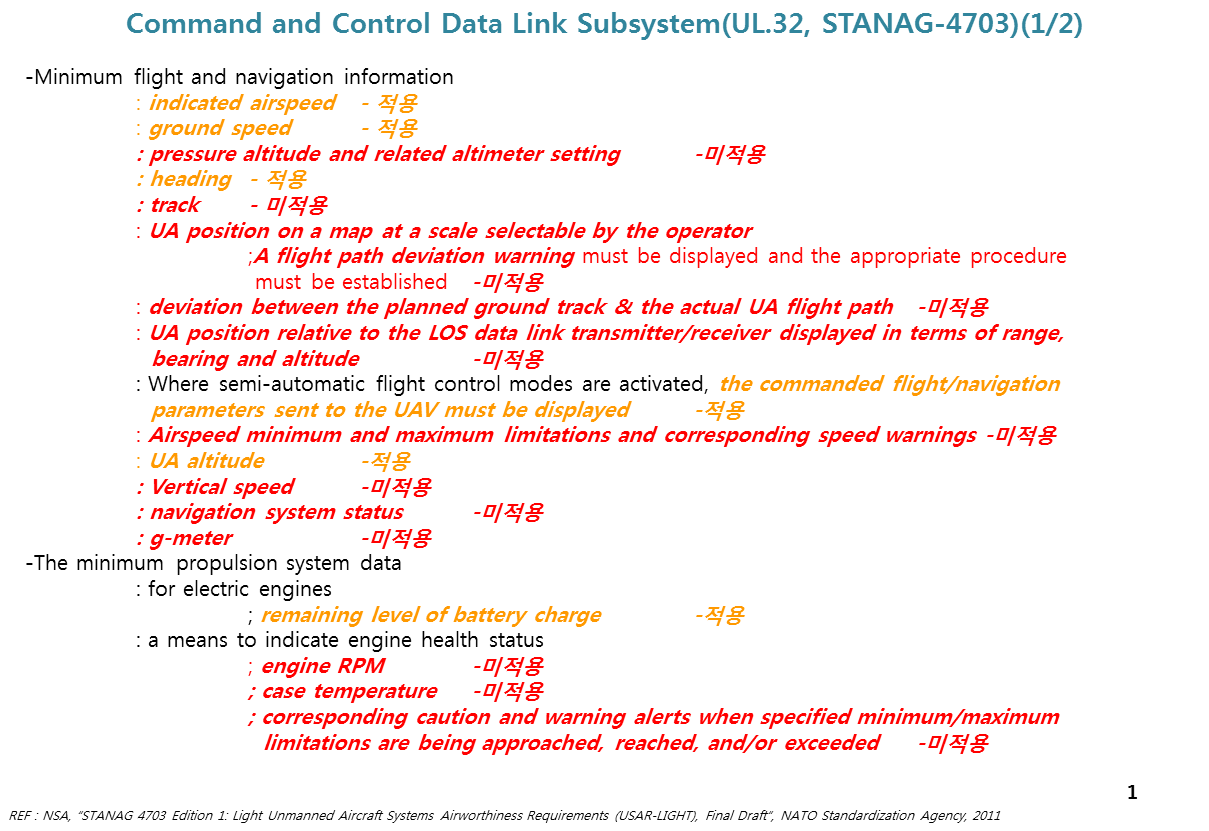 Command and Control Data Link Subsystem(UL.32, STANAG-4703)(1/2)
-Minimum flight and navigation information
: indicated airspeed - 적용
: ground speed - 적용
: pressure altitude and related altimeter setting -미적용
: heading - 적용
: track - 미적용
: UA position on a map at a scale selectable by the operator
;A flight path deviation warning must be displayed and the appropriate procedure
must be established -미적용
: deviation between the planned ground track & the actual UA flight path -미적용
: UA position relative to the LOS data link transmitter/receiver displayed in terms of range,
bearing and altitude -미적용
: Where semi-automatic flight control modes are activated, the commanded flight/navigation
parameters sent to the UAV must be displayed -적용
: Airspeed minimum and maximum limitations and corresponding speed warnings -미적용
: UA altitude -적용
: Vertical speed -미적용
: navigation system status -미적용
: g-meter -미적용
-The minimum propulsion system data
: for electric engines
; remaining level of battery charge -적용
: a means to indicate engine health status
; engine RPM -미적용
; case temperature -미적용
; corresponding caution and warning alerts when specified minimum/maximum
limitations are being approached, reached, and/or exceeded -미적용
1
REF : NSA, “STANAG 4703 Edition 1: Light Unmanned Aircraft Systems Airworthiness Requirements (USAR-LIGHT), Final Draft”, NATO Standardization Agency, 2011